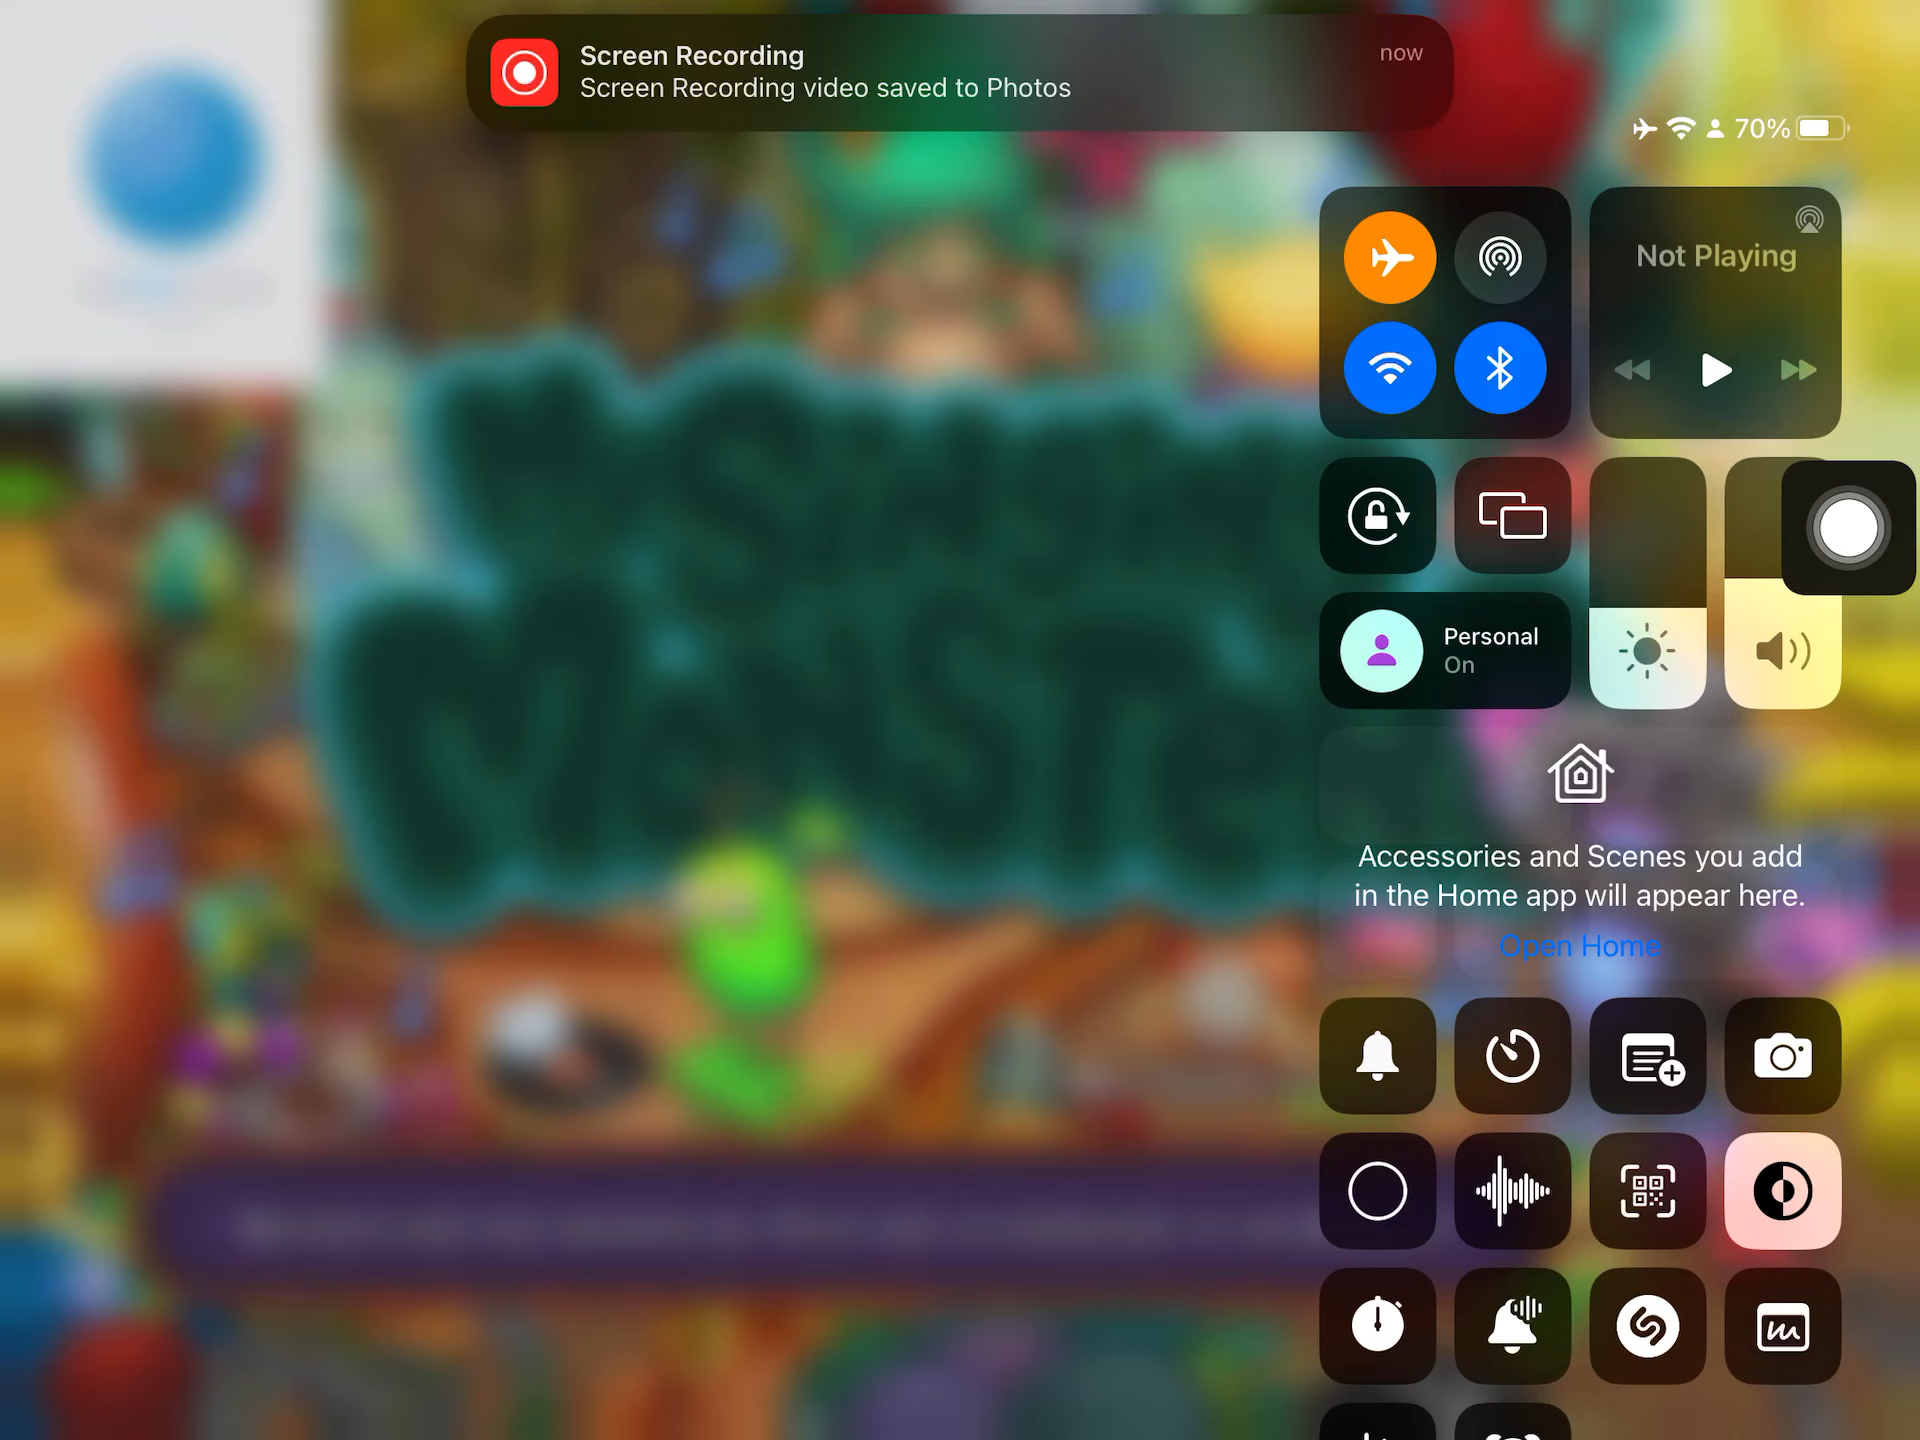 Screen Recording
now
Screen Recording video saved to Photos
70%
Not Playing
Personal
On
Accessories and Scenes you add
in the Home app will appear here.
Open Home